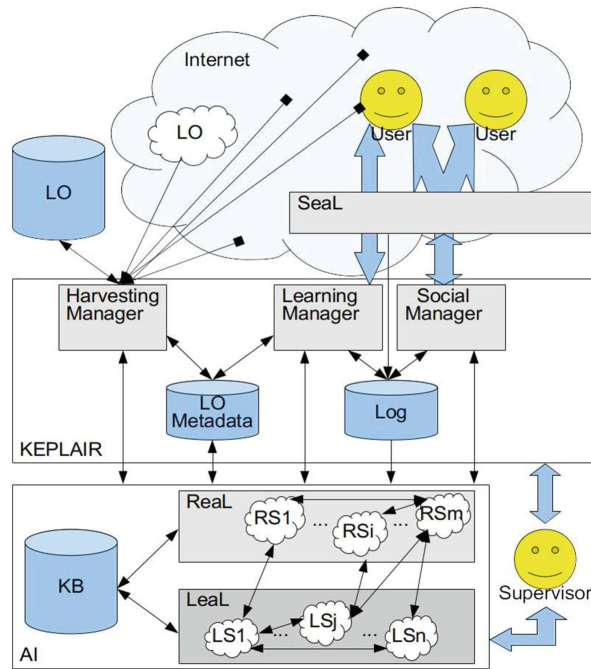 Internet
LO
User
User
LO
SeaL
Harvesting
Manager
Learning
Manager
Social
Manager
LO
Metadata
Log
KEPLAIR
ReaL
RS1
...
RSi
...
RSm
KB
Supervisor
LeaL
LS1
...
LSj
...
LSn
AI